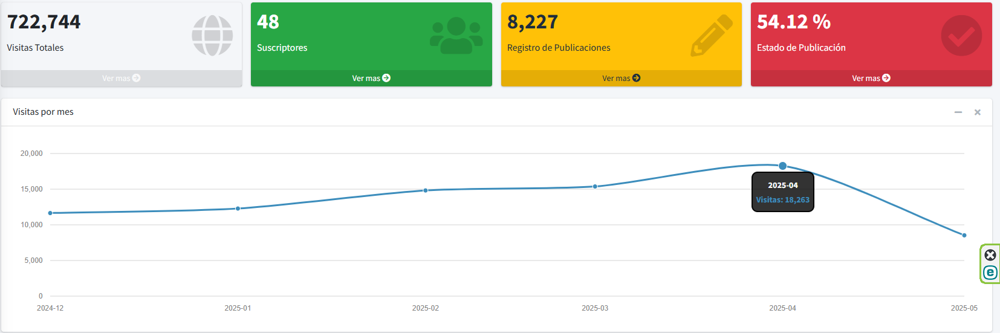 722,744
Visitas Totales
Ver mas
48
Suscriptores
Ver mas
8,227
Registro de Publicaciones
Ver mas
54.12 %
Estado de Publicación
Ver mas
Visitas por mes
20,000
15,000
10,000
5,000
0
2025-04
Visitas: 18,263
2024-12 2025-01 2025-02 2025-03 2025-04 2025-05
e